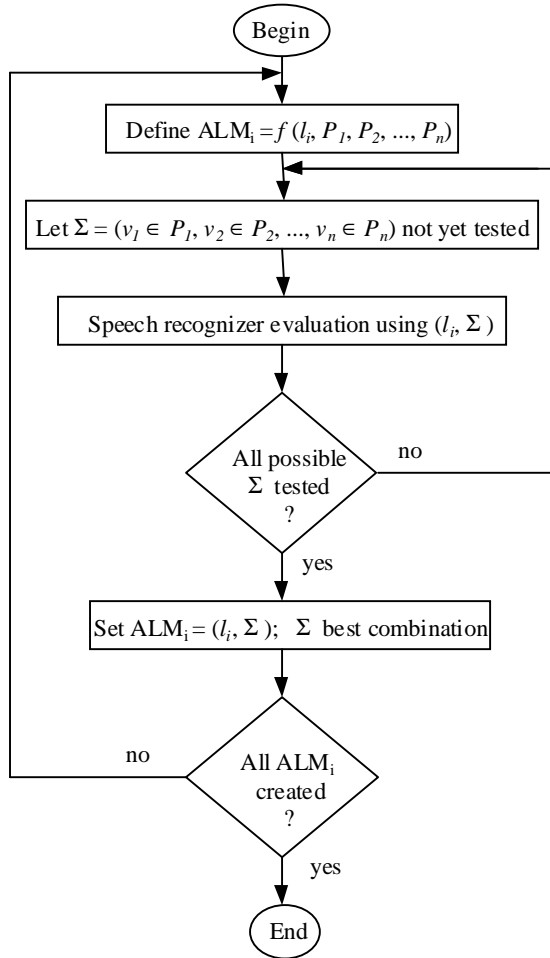 Begin
Define ALMi = f (li, P1, P2, ..., Pn)
Let Σ = (v1 ∈ P1, v2 ∈ P2, ..., vn ∈ Pn) not yet tested
Speech recognizer evaluation using (li, Σ)
All possible
Σ tested
?
no
yes
Set ALMi = (li, Σ); Σ best combination
no
All ALMi
created
?
yes
End